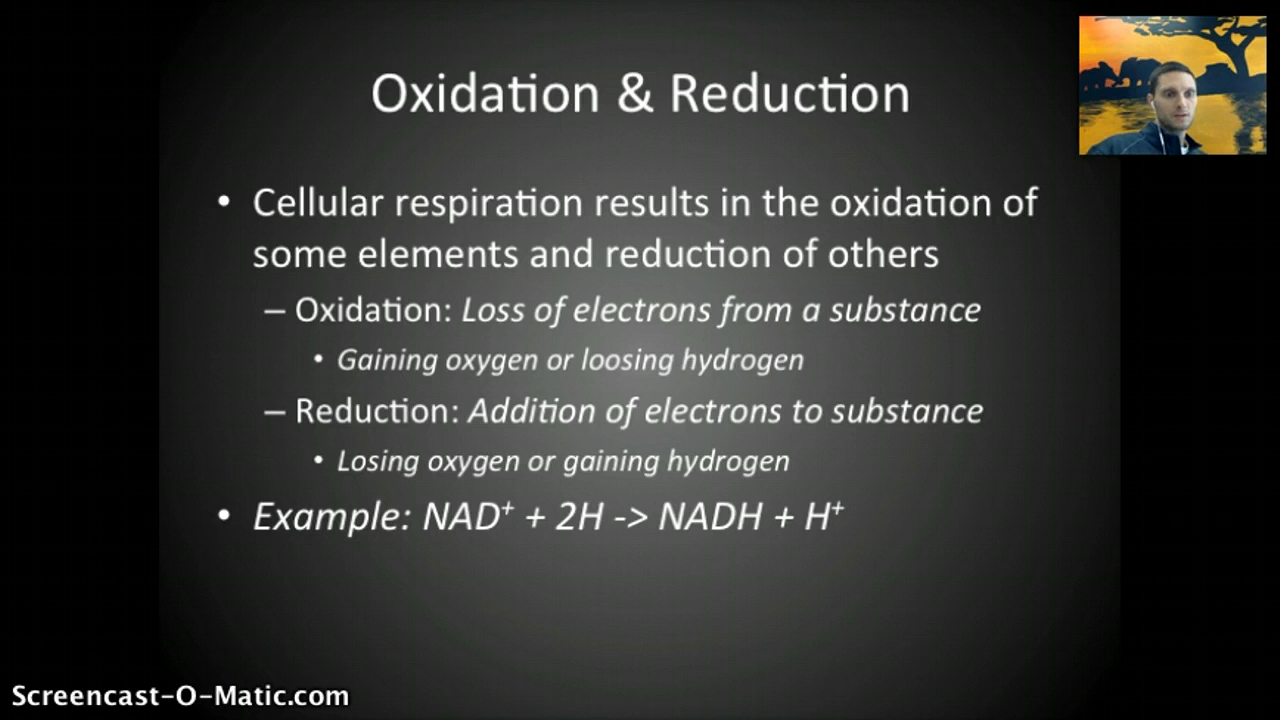 Oxidation & Reduction
• Cellular respiration results in the oxidation of
some elements and reduction of others
– Oxidation: Loss of electrons from a substance
• Gaining oxygen or loosing hydrogen
– Reduction: Addition of electrons to substance
• Losing oxygen or gaining hydrogen
• Example: NAD⁺ + 2H -> NADH + H⁺
Screencast-O-Matic.com